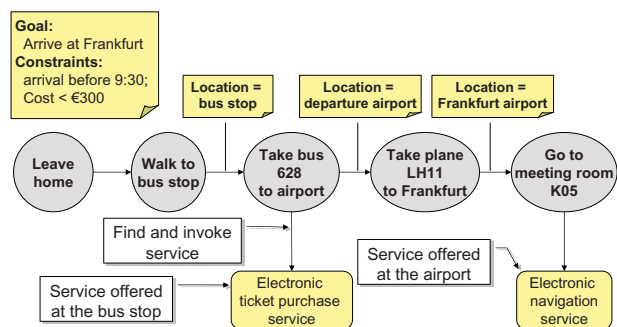 Goal:
Arrive at Frankfurt
Constraints:
arrival before 9:30;
Cost < €300
Location =
bus stop
Location =
departure airport
Location =
Frankfurt airport
Leave
home
Walk to
bus stop
Take bus
628
to airport
Take plane
LH11
to Frankfurt
Go to
meeting room
K05
Find and invoke
service
Service offered
at the bus stop
Electronic
ticket purchase
service
Service offered
at the airport
Electronic
navigation
service